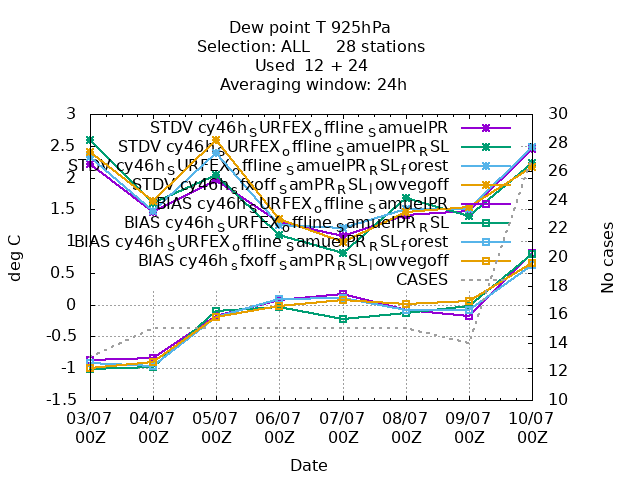 Dew point T 925hPa
Selection: ALL 28 stations
Used 12 + 24
Averaging window: 24h
3
2.5
2
1.5
1
0.5
0
-0.5
-1
-1.5
deg C
30
28
26
24
22
20
18
16
14
12
10
No cases
STDV cy46h_SURFEX_offline_SamuelPR
STDV cy46h_SURFEX_offline_SamuelPR_RSL
STDV cy46h_SURFEX_offline_SamuelPR_RSL_forest
STDV cy46h_sfxoff_SamPR_RSL_lowvegoff
BIAS cy46h_SURFEX_offline_SamuelPR
BIAS cy46h_SURFEX_offline_SamuelPR_RSL
BIAS cy46h_SURFEX_offline_SamuelPR_RSL_forest
BIAS cy46h_sfxoff_SamPR_RSL_lowvegoff
CASES
03/07 04/07 05/07 06/07 07/07 08/07 09/07 10/07
00Z 00Z 00Z 00Z 00Z 00Z 00Z 00Z
Date